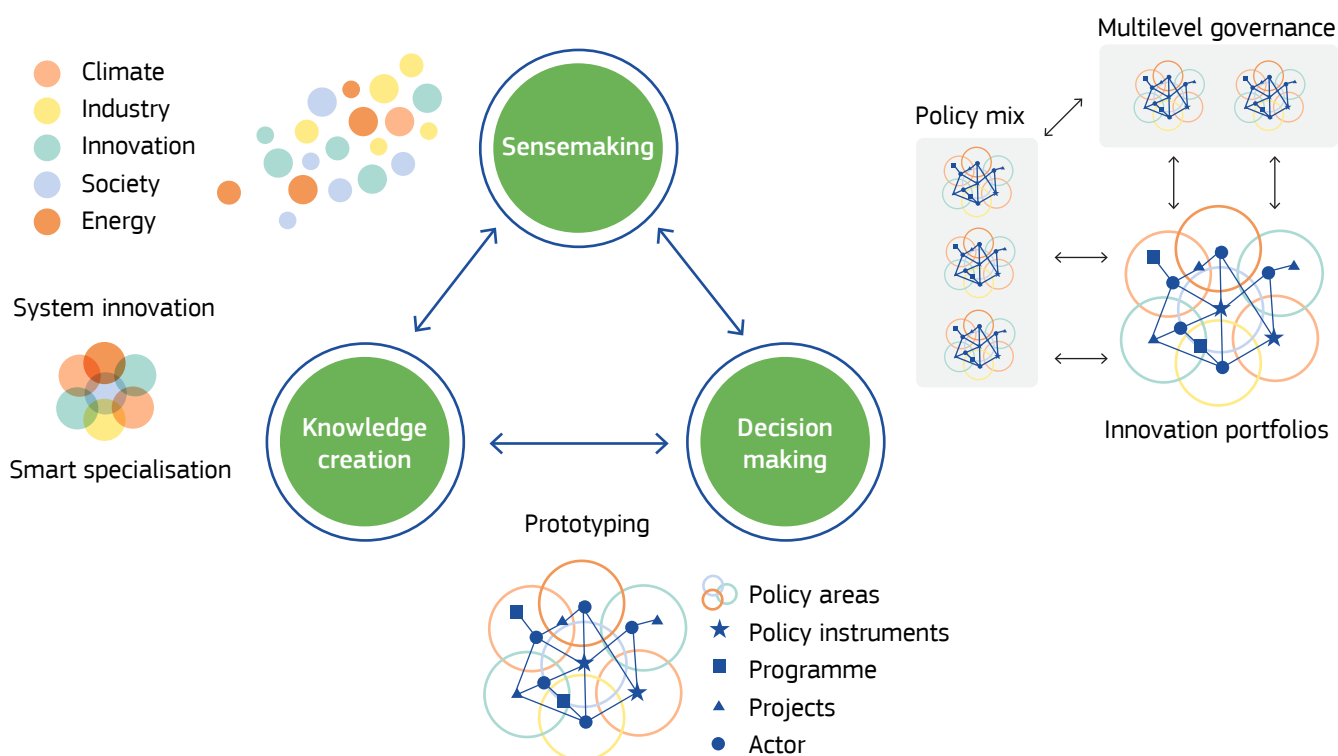 Climate
Industry
Innovation
Society
Energy
Sensemaking
Multilevel governance
Policy mix
System innovation
Smart specialisation
Knowledge
creation
Decision
making
Innovation portfolios
Prototyping
Policy areas
Policy instruments
Programme
Projects
Actor